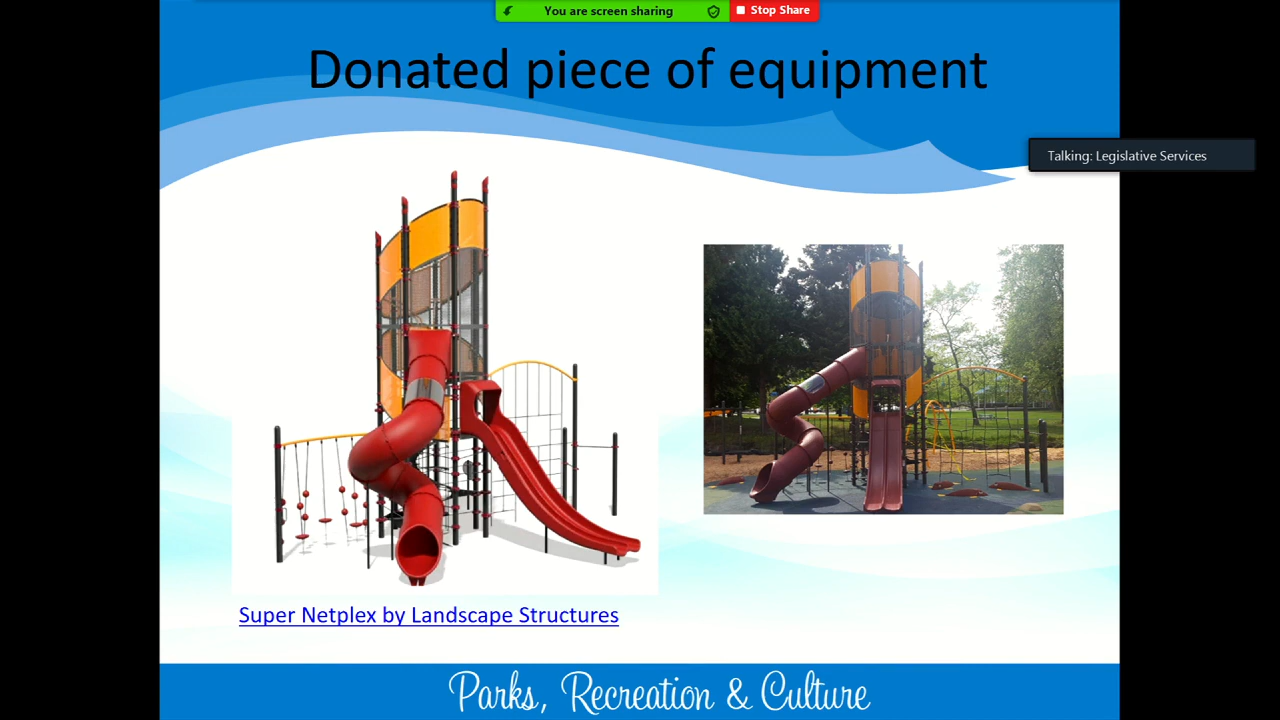 You are screen sharing
Stop Share
Donated piece of equipment
Talking: Legislative Services
Super Netplex by Landscape Structures
Parks, Recreation & Culture